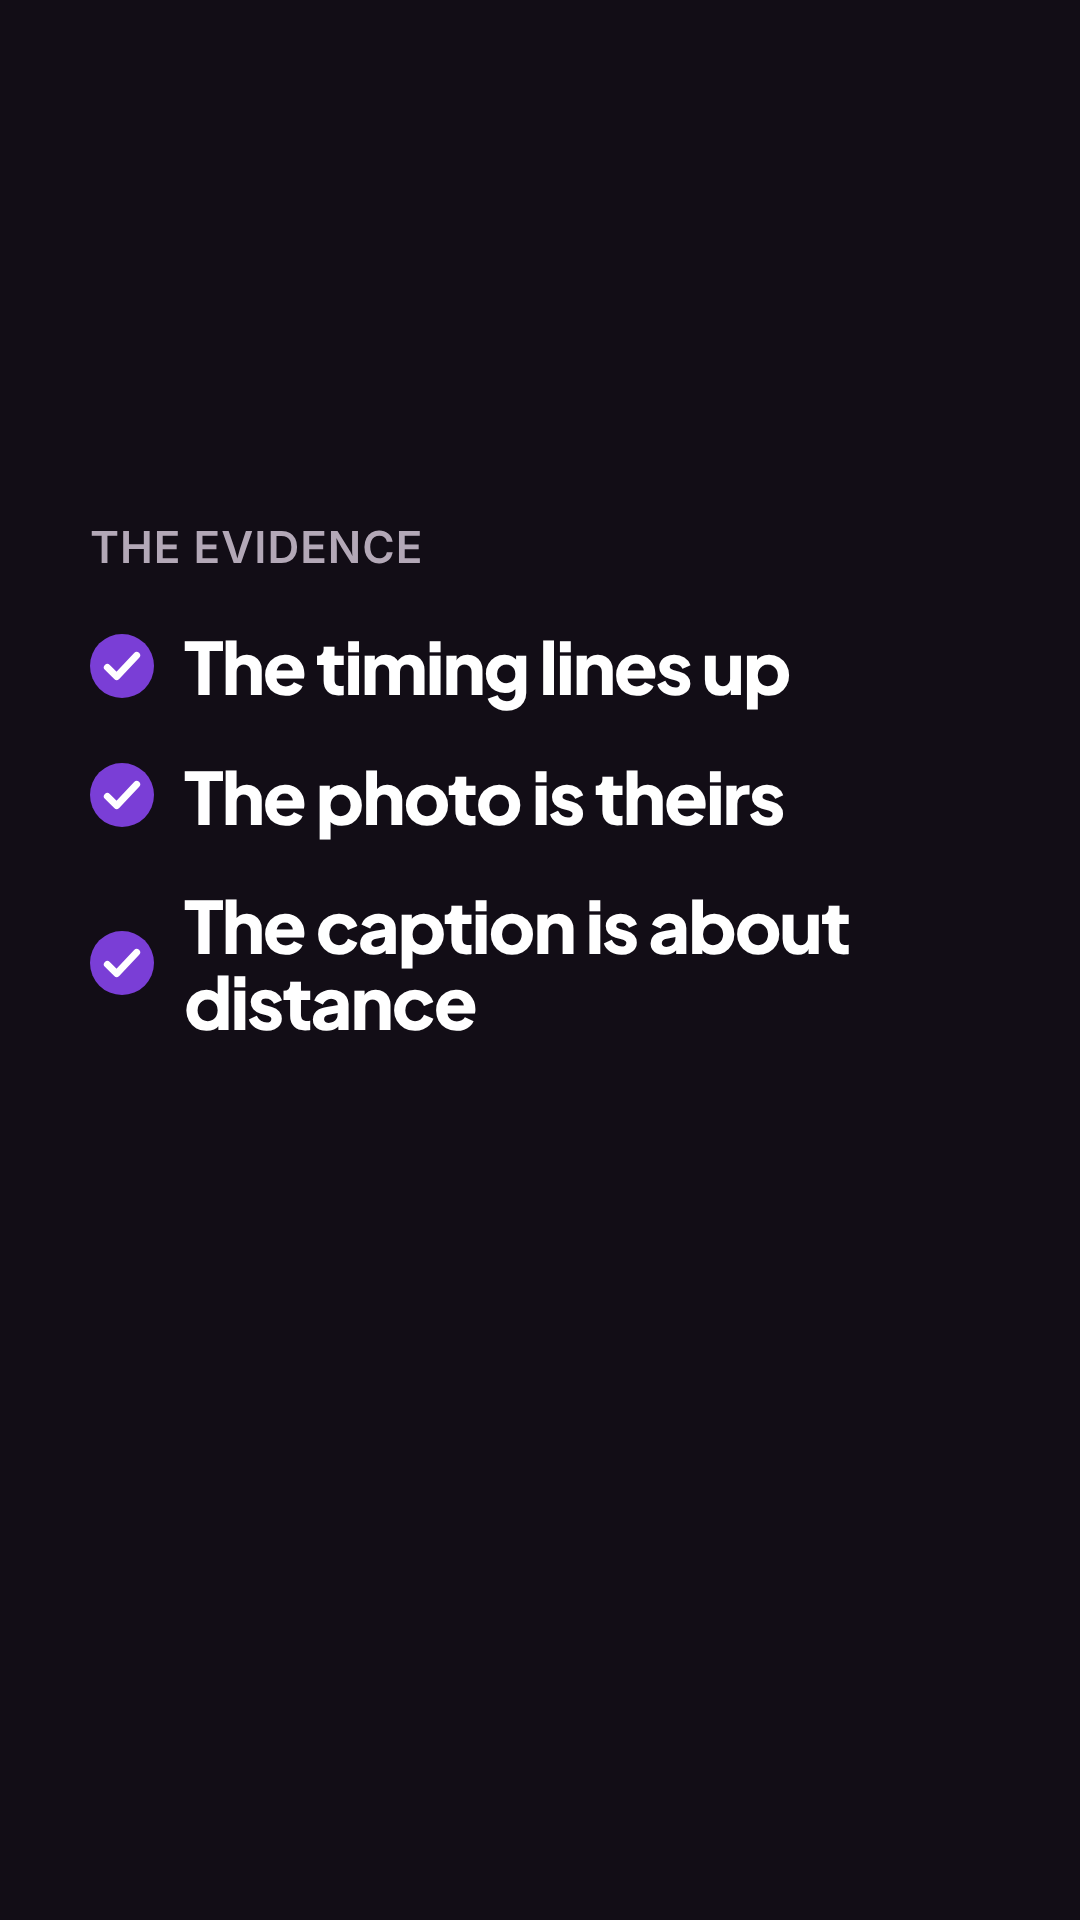 THE EVIDENCE
The timing lines up
The photo is theirs
The caption is about
distance